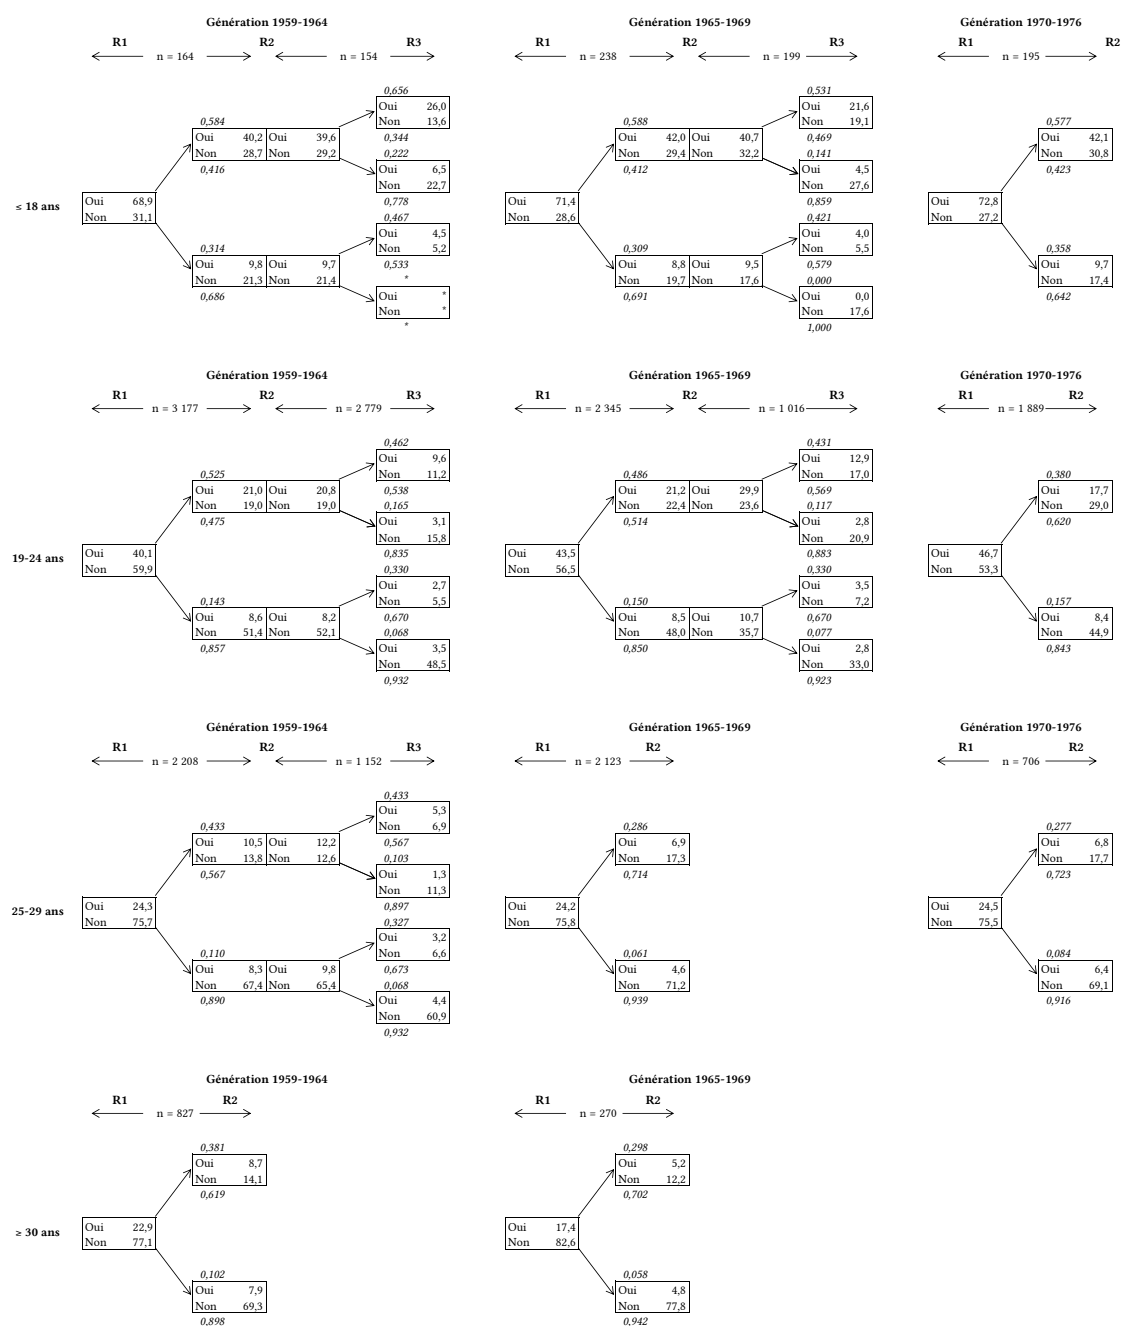 Génération 1959-1964 Génération 1965-1969 Génération 1970-1976
R1 R2 R3 R1 R2 R3 R1 R2
n = 164 n = 154 n = 238 n = 199 n = 195
0,656 0,531
Oui 26,0 Oui 21,6
0,584 Non 13,6 0,588 Non 19,1 0,577
Oui 40,2 Oui 39,6 0,344 Oui 42,0 Oui 40,7 0,469 Oui 42,1
Non 28,7 Non 29,2 0,222 Non 29,4 Non 32,2 0,141 Non 30,8
0,416 Oui 6,5 0,412 Oui 4,5 0,423
Non 22,7 Non 27,6
≤ 18 ans Oui 68,9 0,778 Oui 71,4 0,859 Oui 72,8
Non 31,1 0,467 Non 28,6 0,421 Non 27,2
Oui 4,5 Oui 4,0
0,314 Non 5,2 0,309 Non 5,5 0,358
Oui 9,8 Oui 9,7 0,533 Oui 8,8 Oui 9,5 0,579 Oui 9,7
Non 21,3 Non 21,4 * Non 19,7 Non 17,6 0,000 Non 17,4
0,686 Oui * 0,691 Oui 0,0 0,642
Non * Non 17,6
* 1,000
Génération 1959-1964 Génération 1965-1969 Génération 1970-1976
R1 R2 R3 R1 R2 R3 R1 R2
n = 3 177 n = 2 779 n = 2 345 n = 1 016 n = 1 889
0,462 0,431
Oui 9,6 Oui 12,9
0,525 Non 11,2 0,486 Non 17,0 0,380
Oui 21,0 Oui 20,8 0,538 Oui 21,2 Oui 29,9 0,569 Oui 17,7
Non 19,0 Non 19,0 0,165 Non 22,4 Non 23,6 0,117 Non 29,0
0,475 Oui 3,1 0,514 Oui 2,8 0,620
Non 15,8 Non 20,9
19-24 ans Oui 40,1 0,835 Oui 43,5 0,883 Oui 46,7
Non 59,9 0,330 Non 56,5 0,330 Non 53,3
Oui 2,7 Oui 3,5
0,143 Non 5,5 0,150 Non 7,2 0,157
Oui 8,6 Oui 8,2 0,670 Oui 8,5 Oui 10,7 0,670 Oui 8,4
Non 51,4 Non 52,1 0,068 Non 48,0 Non 35,7 0,077 Non 44,9
0,857 Oui 3,5 0,850 Oui 2,8 0,843
Non 48,5 Non 33,0
0,932 0,923
Génération 1959-1964 Génération 1965-1969 Génération 1970-1976
R1 R2 R3 R1 R2 R1 R2
n = 2 208 n = 1 152 n = 2 123 n = 706
0,433
Oui 5,3
0,433 Non 6,9 0,286 0,277
Oui 10,5 Oui 12,2 0,567 Oui 6,9 Oui 6,8
Non 13,8 Non 12,6 0,103 Non 17,3 Non 17,7
0,567 Oui 1,3 0,714 0,723
Non 11,3
25-29 ans Oui 24,3 0,897 Oui 24,2 Oui 24,5
Non 75,7 0,327 Non 75,8 Non 75,5
Oui 3,2
0,110 Non 6,6 0,061 0,084
Oui 8,3 Oui 9,8 0,673 Oui 4,6 Oui 6,4
Non 67,4 Non 65,4 0,068 Non 71,2 Non 69,1
0,890 Oui 4,4 0,939 0,916
Non 60,9
0,932
Génération 1959-1964 Génération 1965-1969
R1 R2 R1 R2
n = 827 n = 270
0,381 0,298
Oui 8,7 Oui 5,2
Non 14,1 Non 12,2
0,619 0,702
≥ 30 ans Oui 22,9 Oui 17,4
Non 77,1 Non 82,6
0,102 0,058
Oui 7,9 Oui 4,8
Non 69,3 Non 77,8
0,898 0,942